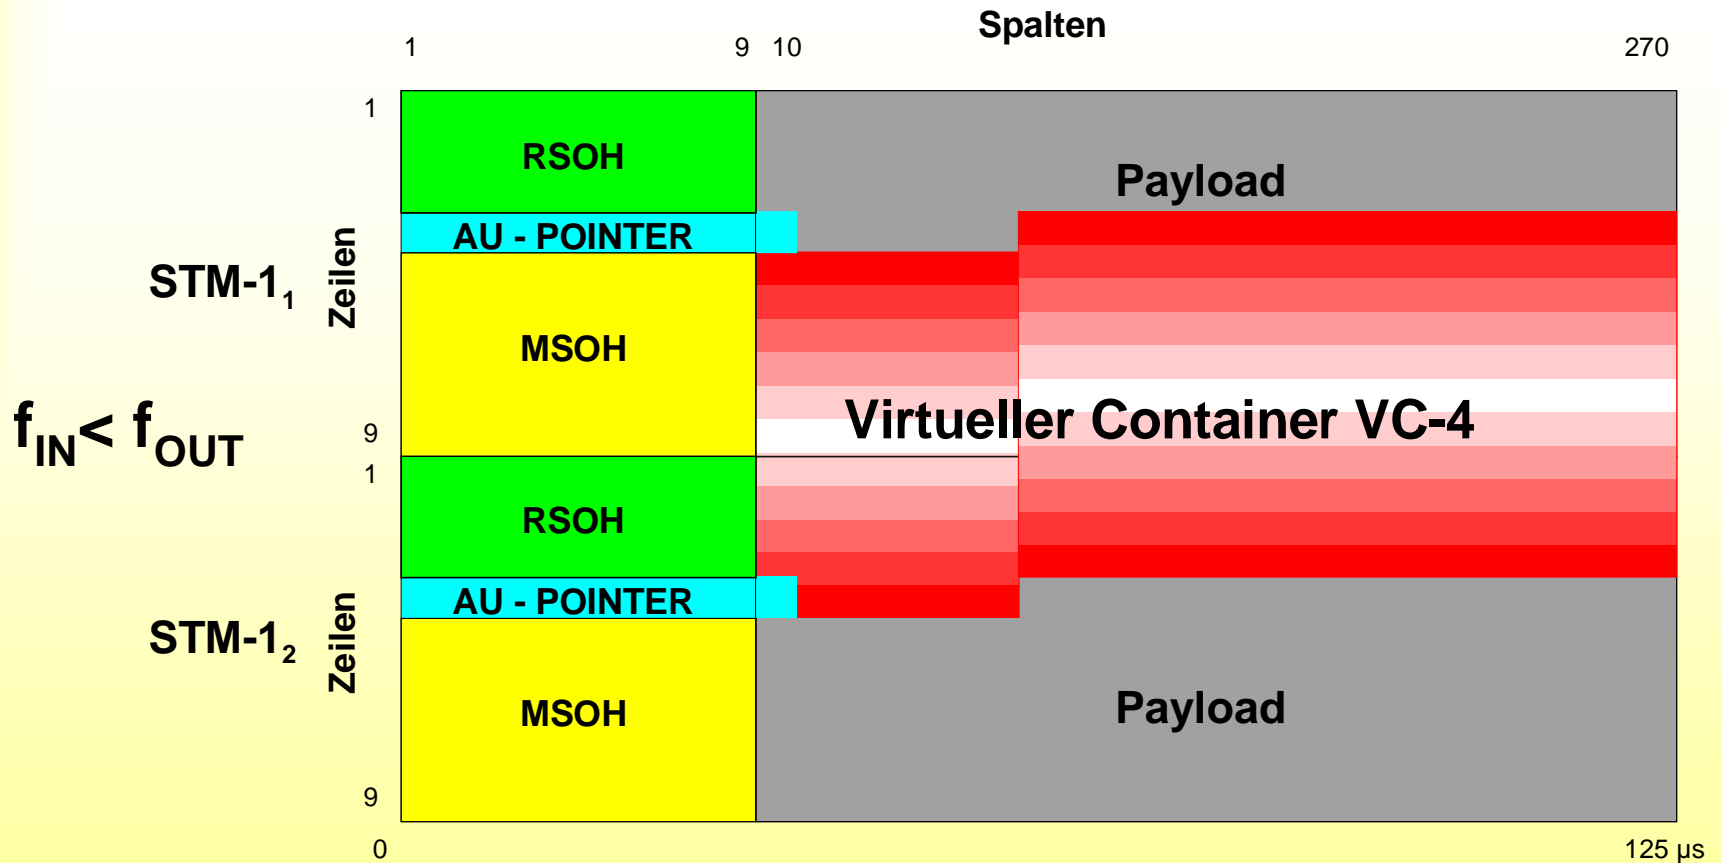 Spalten
1 9 10 270
1
RSOH
Payload
AU - POINTER
STM-1₁
Zeilen
MSOH
Virtueller Container VC-4
f_IN < f_OUT
9
1
RSOH
AU - POINTER
STM-1₂
Zeilen
MSOH
Payload
9
0 125 µs